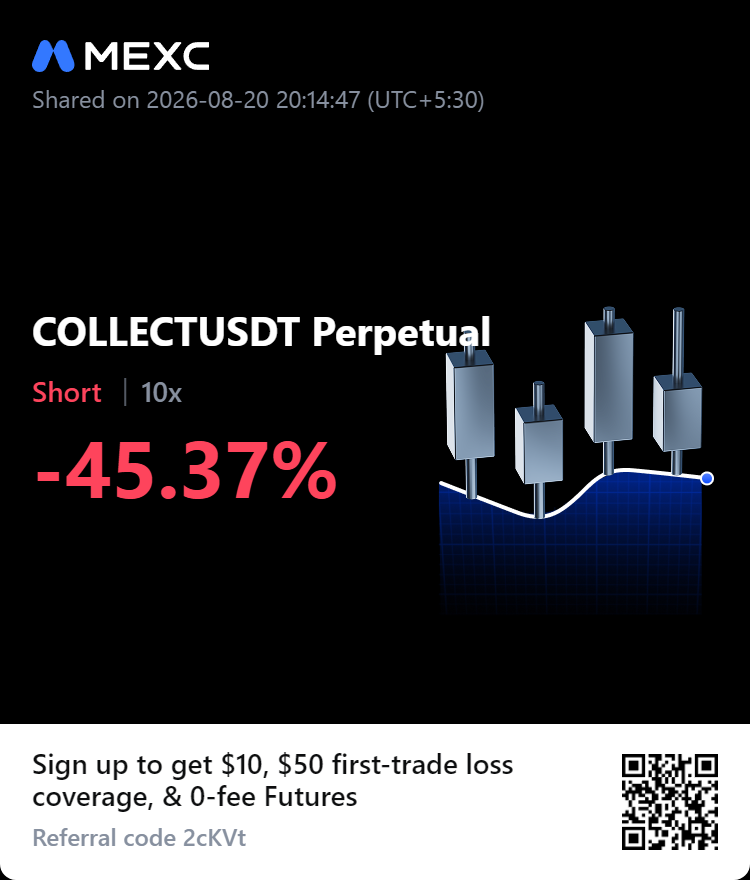 MEXC
Shared on 2026-08-20 20:14:47 (UTC+5:30)
COLLECTUSDT Perpetual
Short | 10x
-45.37%
Sign up to get $10, $50 first-trade loss
coverage, & 0-fee Futures
Referral code 2cKVt